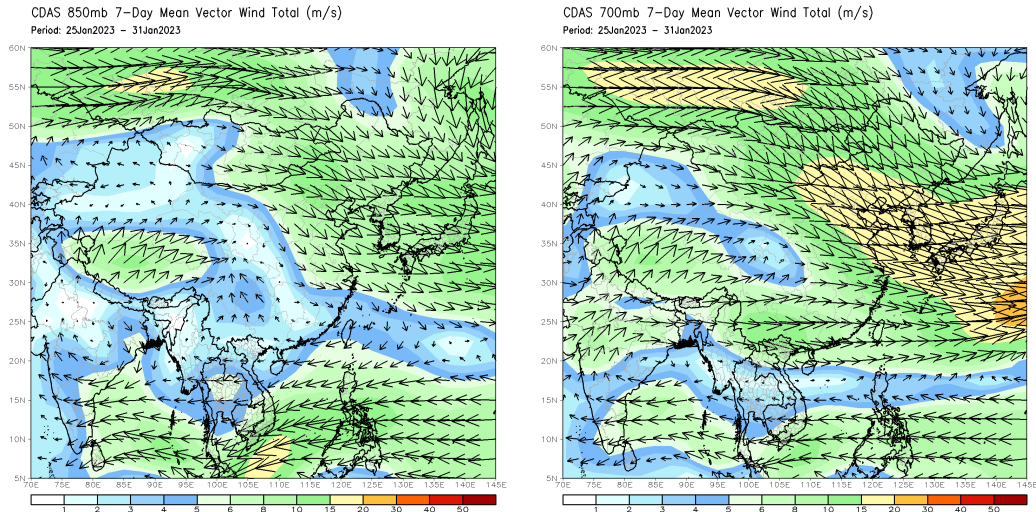 CDAS 850mb 7-Day Mean Vector Wind Total (m/s)
Period: 25Jan2023 - 31Jan2023
60N
55N
50N
45N
40N
35N
30N
25N
20N
15N
10N
5N
70E 75E 80E 85E 90E 95E 100E 105E 110E 115E 120E 125E 130E 135E 140E 145E
1 2 3 4 5 6 8 10 15 20 30 40 50
CDAS 700mb 7-Day Mean Vector Wind Total (m/s)
Period: 25Jan2023 - 31Jan2023
60N
55N
50N
45N
40N
35N
30N
25N
20N
15N
10N
5N
70E 75E 80E 85E 90E 95E 100E 105E 110E 115E 120E 125E 130E 135E 140E 145E
1 2 3 4 5 6 8 10 15 20 30 40 50